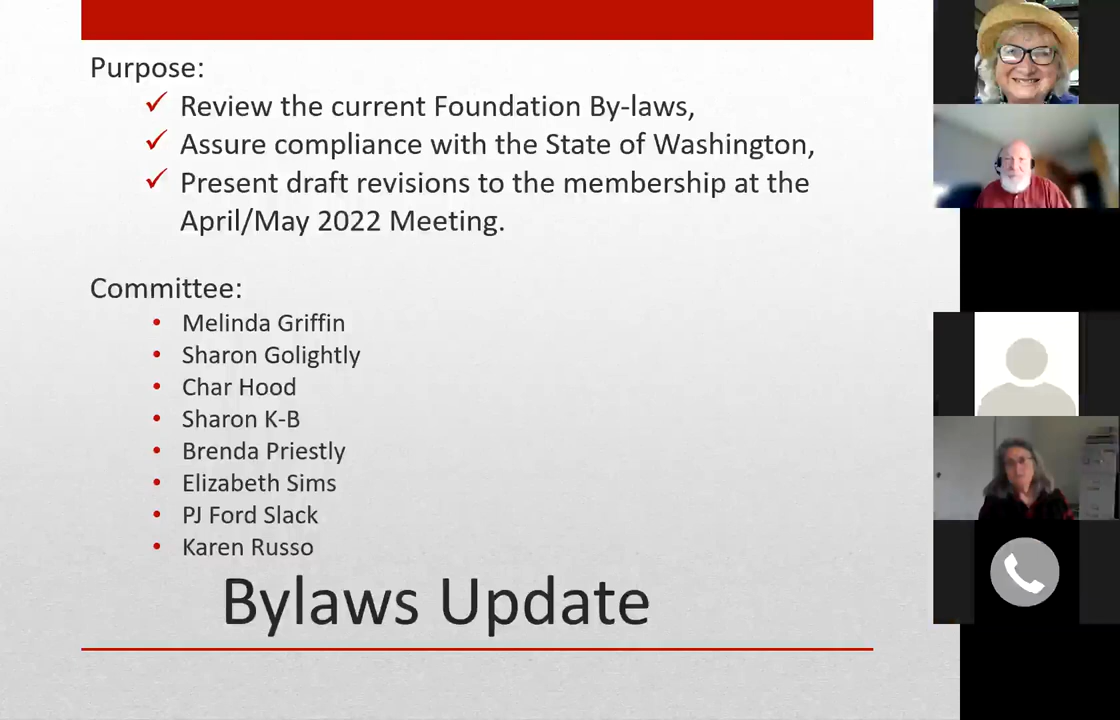 Purpose:
Review the current Foundation By-laws,
Assure compliance with the State of Washington,
Present draft revisions to the membership at the
April/May 2022 Meeting.
Committee:
Melinda Griffin
Sharon Golightly
Char Hood
Sharon K-B
Brenda Priestly
Elizabeth Sims
PJ Ford Slack
Karen Russo
Bylaws Update